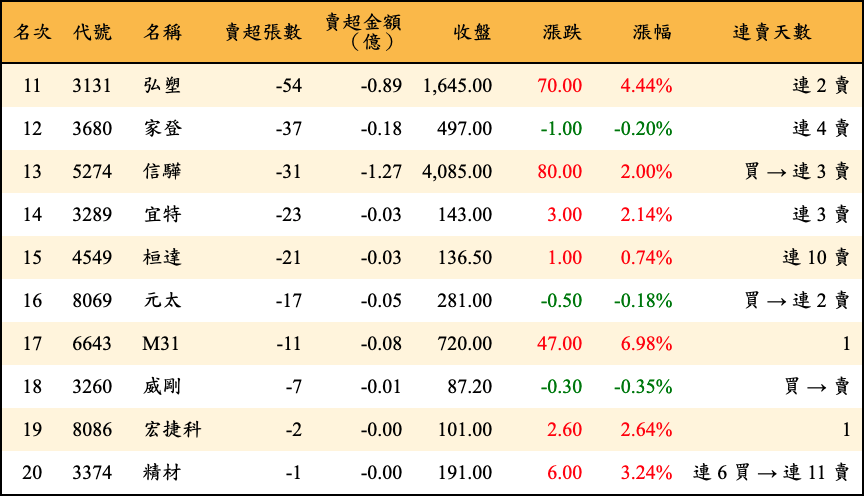 名次 代號 名稱 賣超張數 賣超金額（億） 收盤 漲跌 漲幅 連賣天數
11 3131 弘塑 -54 -0.89 1,645.00 70.00 4.44% 連 2 賣
12 3680 家登 -37 -0.18 497.00 -1.00 -0.20% 連 4 賣
13 5274 信驊 -31 -1.27 4,085.00 80.00 2.00% 買 → 連 3 賣
14 3289 宜特 -23 -0.03 143.00 3.00 2.14% 連 3 賣
15 4549 桓達 -21 -0.03 136.50 1.00 0.74% 連 10 賣
16 8069 元太 -17 -0.05 281.00 -0.50 -0.18% 買 → 連 2 賣
17 6643 M31 -11 -0.08 720.00 47.00 6.98% 1
18 3260 威剛 -7 -0.01 87.20 -0.30 -0.35% 買 → 賣
19 8086 宏捷科 -2 -0.00 101.00 2.60 2.64% 1
20 3374 精材 -1 -0.00 191.00 6.00 3.24% 連 6 買 → 連 11 賣